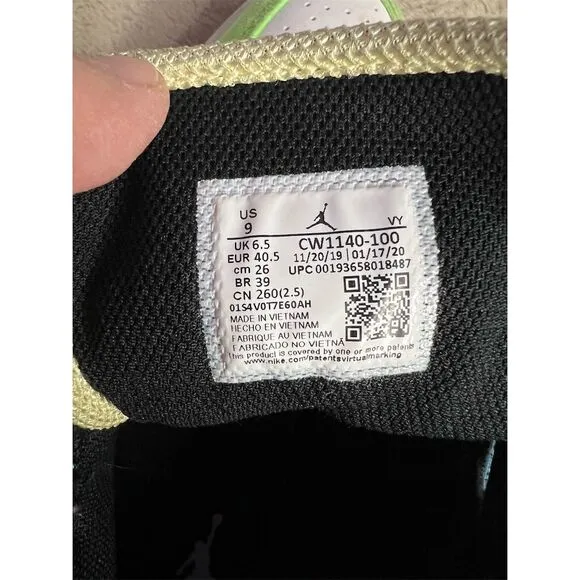 US
9
VY
UK 6.5 CW1140-100
EUR 40.5 11/20/19 | 01/17/20
cm 26 UPC 00193658018487
BR 39
CN 260(2.5)
01S4V0T7E60AH
MADE IN VIETNAM
HECHO EN VIETNAM
FABRIQUE AU VIETNAM
FABRICADO NO VIETNÃ
This product is covered by one or more patents
www.nike.com/patentsvirtualmarking